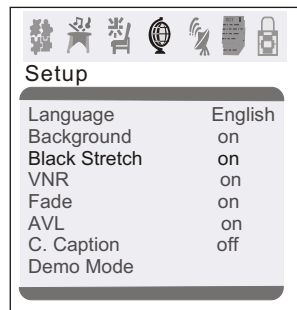 Setup
Language English
Background on
Black Stretch on
VNR on
Fade on
AVL on
C. Caption off
Demo Mode